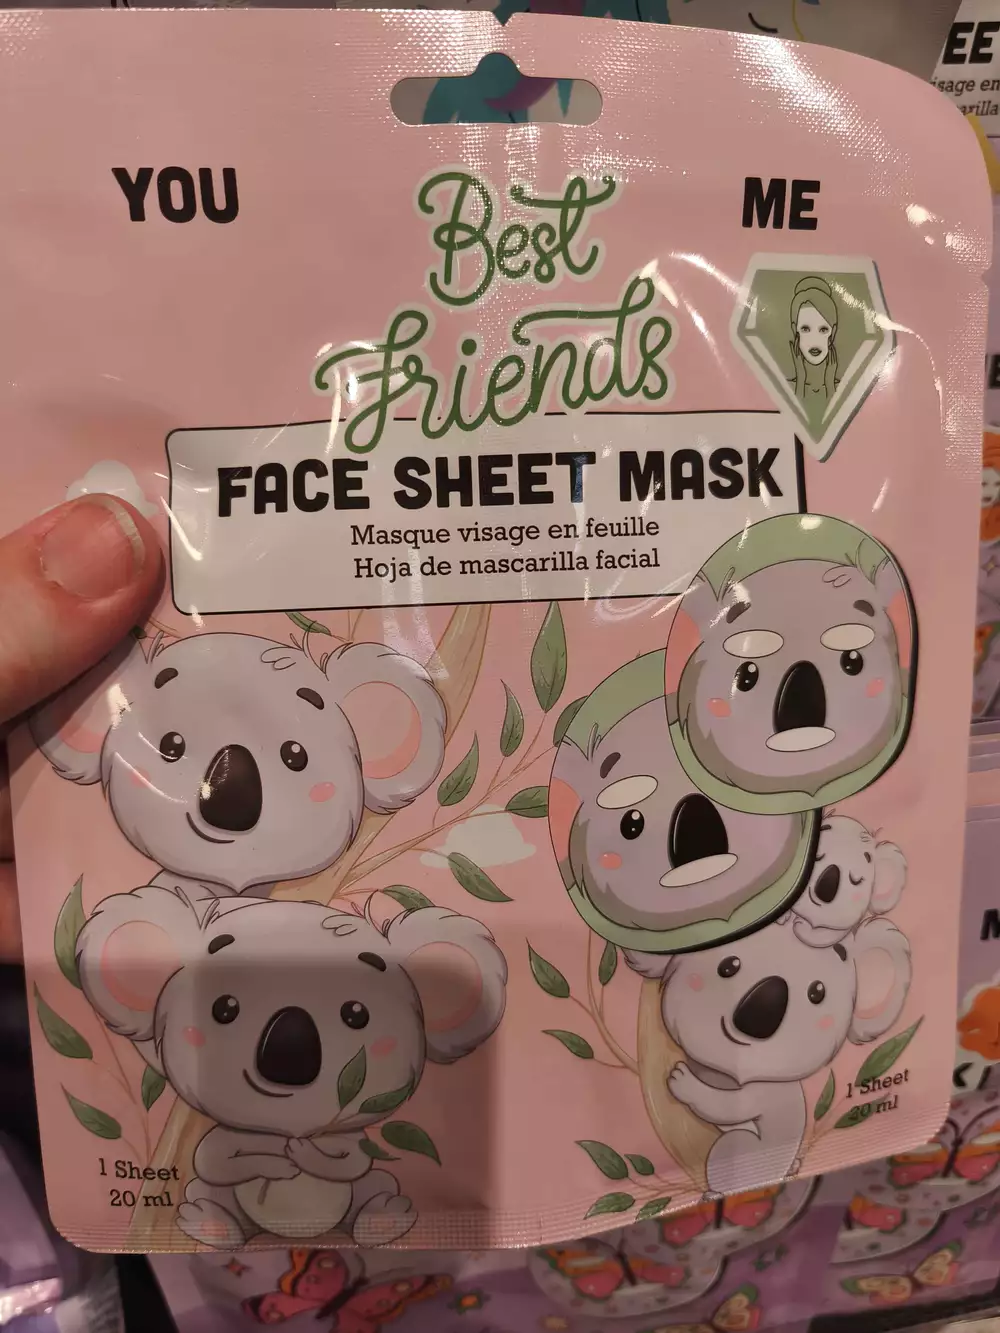 YOU
Best
Friends
ME
FACE SHEET MASK
Masque visage en feuille
Hoja de mascarilla facial
1 Sheet
20 ml
1 Sheet
20 ml
EE